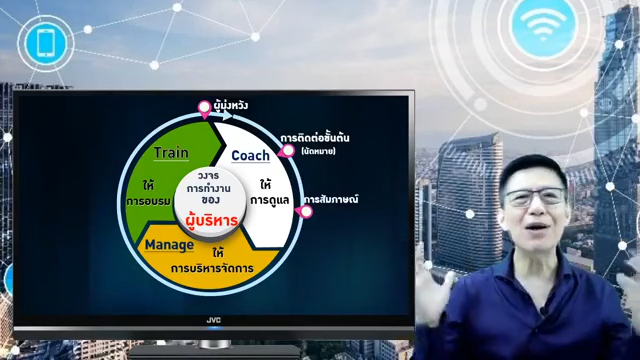 ผู้มุ่งหวัง
การติดต่อขั้นต้น
(นัดหมาย)
การสัมภาษณ์
Train
ให้
การอบรม
Coach
ให้
การดูแล
วงจร
การทำงาน
ของ
ผู้บริหาร
Manage
ให้
การบริหารจัดการ
JVC